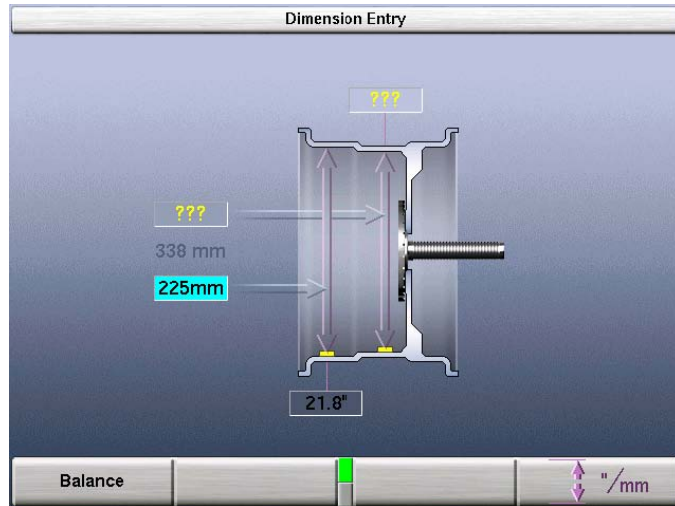 Dimension Entry
???
???
338 mm
225mm
21.8"
Balance
"/mm